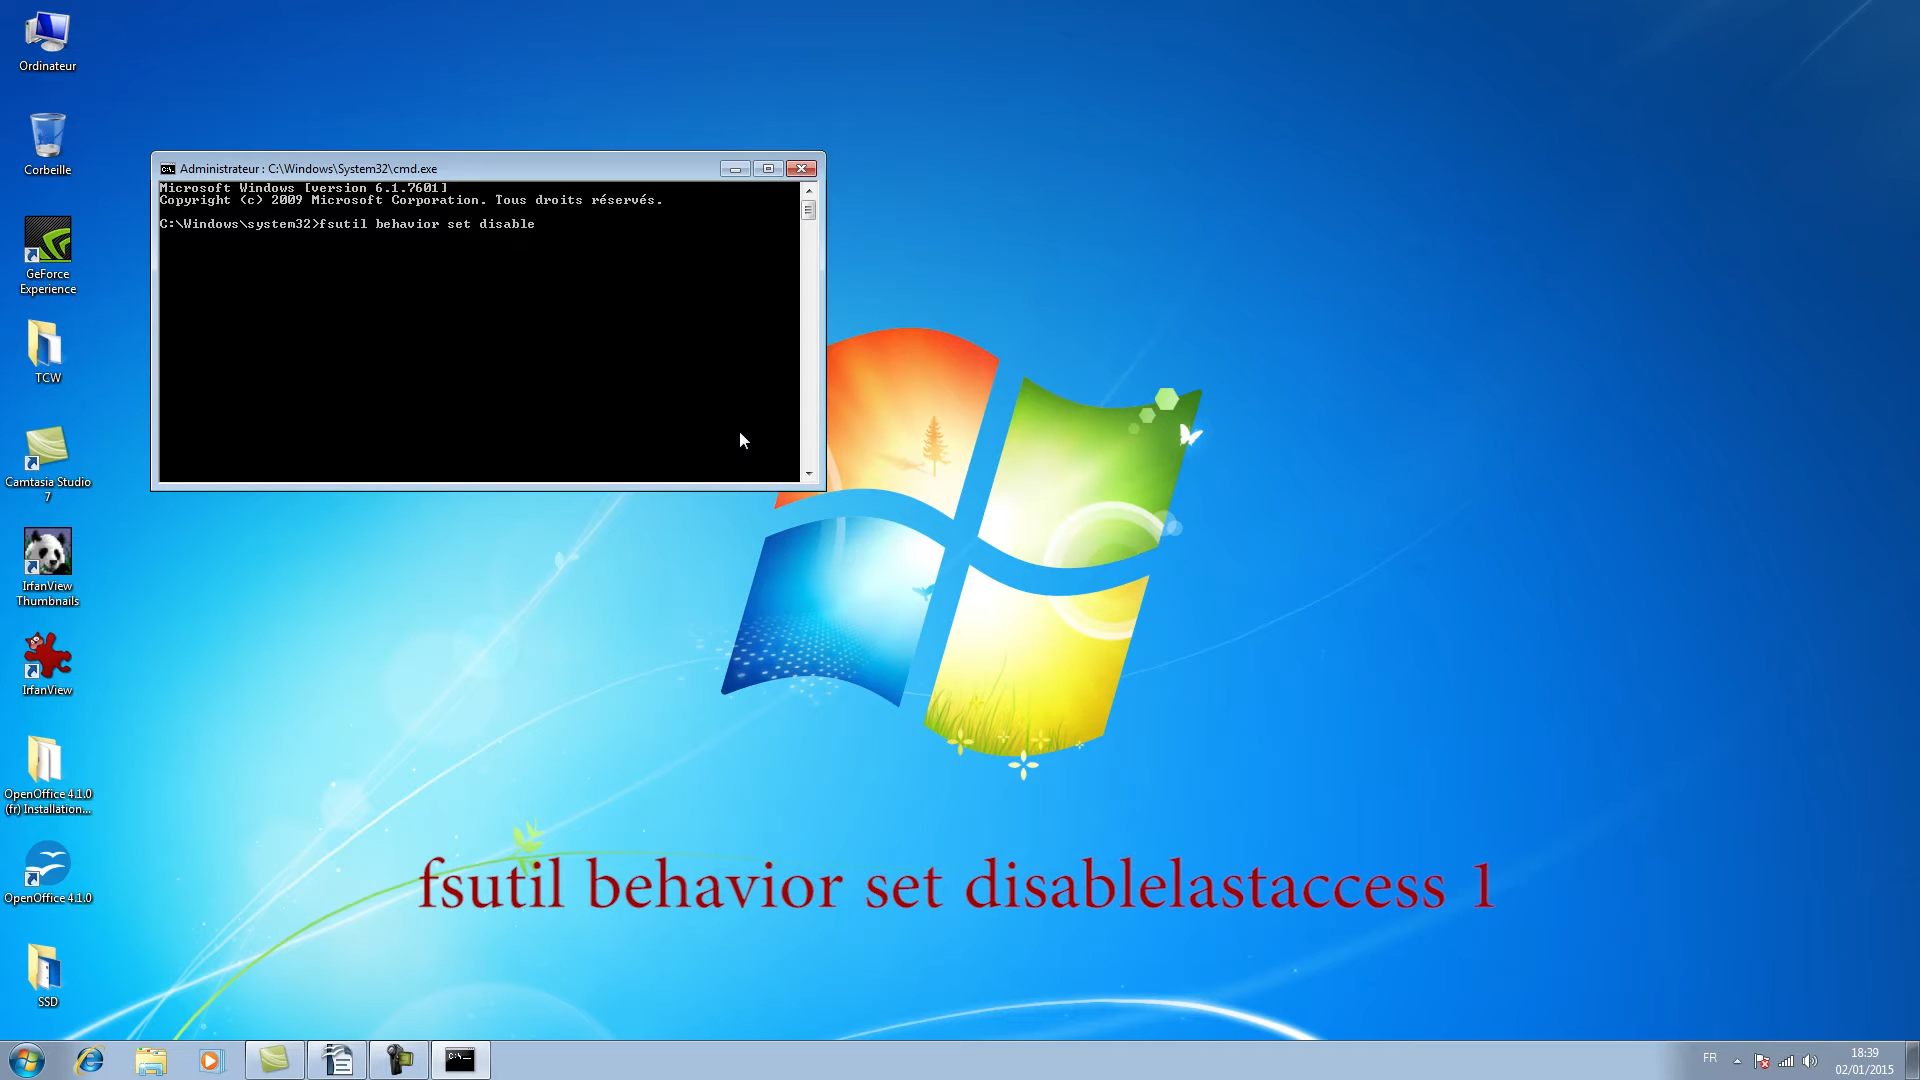 Ordinateur
Corbeille
GeForce
Experience
TCW
Camtasia Studio
7
IrfanView
Thumbnails
IrfanView
OpenOffice 4.1.0
(fr) Installation...
OpenOffice 4.1.0
SSD
Administrateur : C:\Windows\System32\cmd.exe
Microsoft Windows [version 6.1.7601]
Copyright (c) 2009 Microsoft Corporation. Tous droits réservés.
C:\Windows\system32>fsutil behavior set disable
fsutil behavior set disablelastaccess 1
FR
18:39
02/01/2015